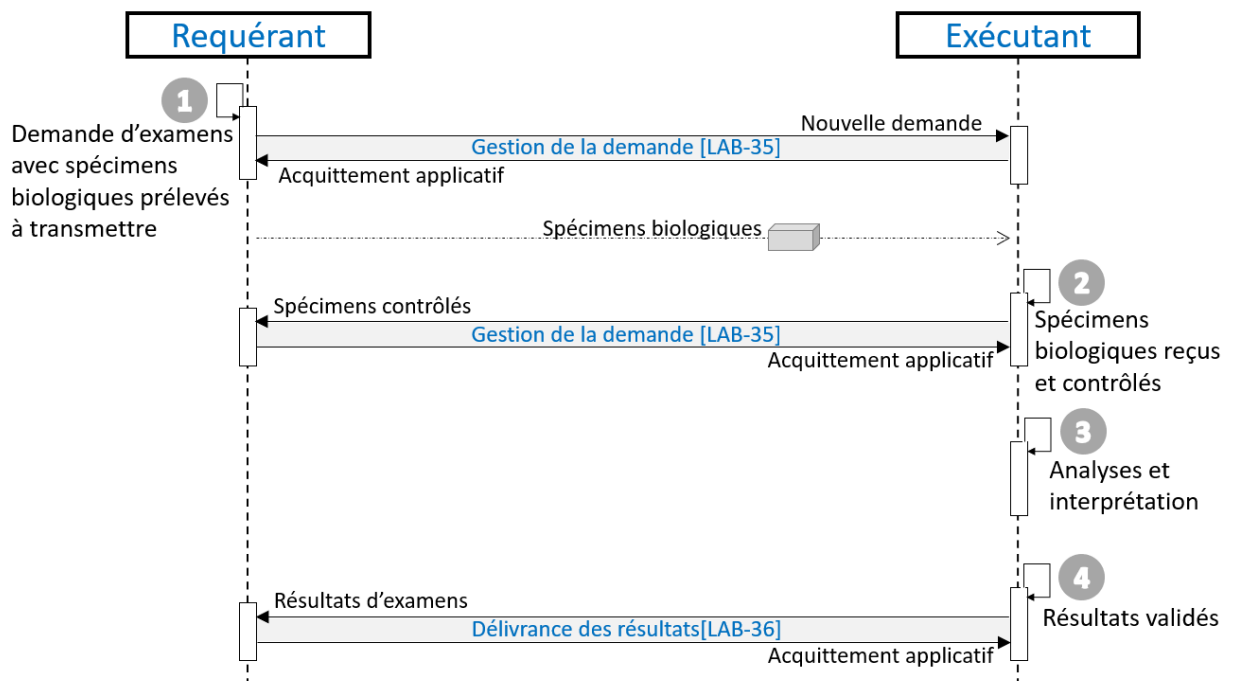 Requérant
Exécutant
1
Demande d’examens
avec spécimens
biologiques prélevés
à transmettre
Nouvelle demande
Gestion de la demande [LAB-35]
Acquittement applicatif
Spécimens biologiques
2
Spécimens
biologiques reçus
et contrôlés
Spécimens contrôlés
Gestion de la demande [LAB-35]
Acquittement applicatif
3
Analyses et
interprétation
4
Résultats validés
Résultats d’examens
Délivrance des résultats[LAB-36]
Acquittement applicatif